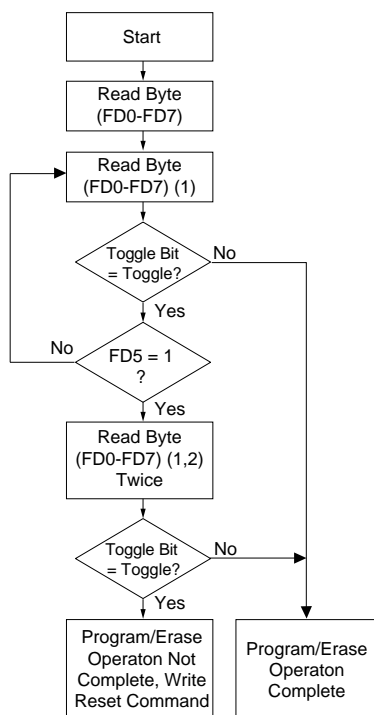 Start
Read Byte
(FD0-FD7)
Read Byte
(FD0-FD7) (1)
Toggle Bit
= Toggle?
No
Yes
No
FD5 = 1
?
Yes
Read Byte
(FD0-FD7) (1,2)
Twice
Toggle Bit
= Toggle?
No
Yes
Program/Erase
Operaton Not
Complete, Write
Reset Command
Program/Erase
Operaton
Complete